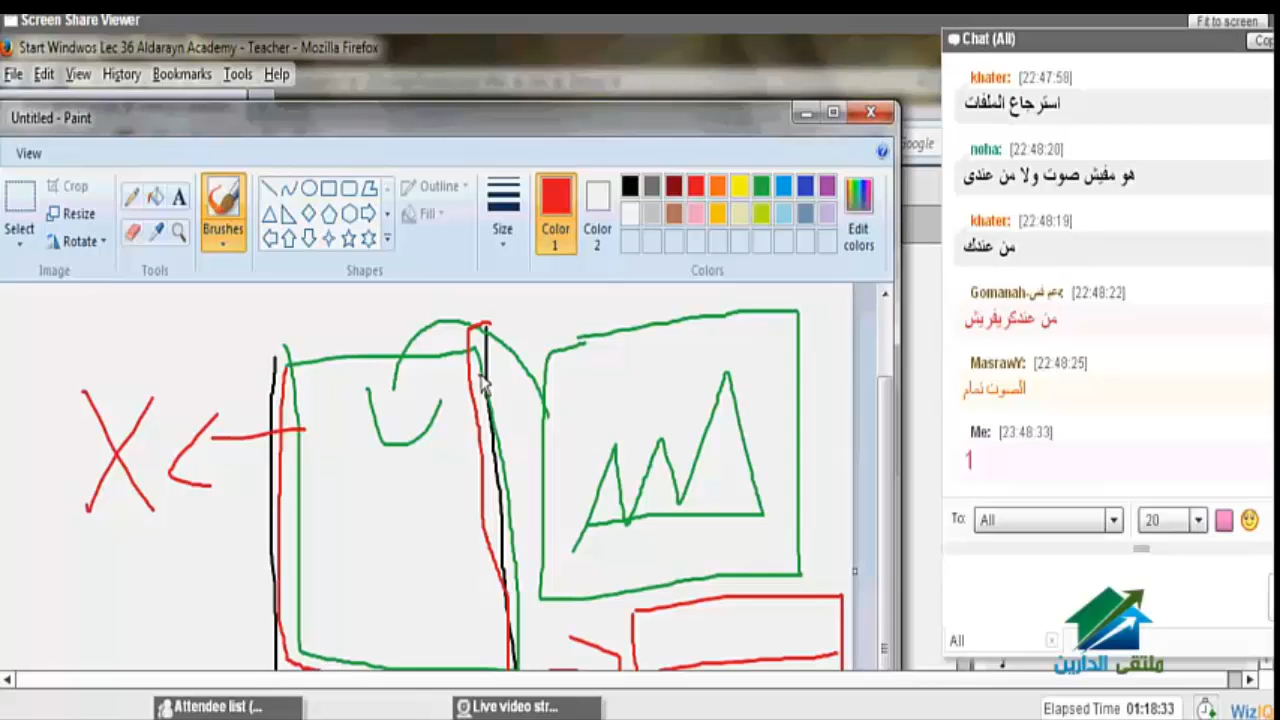 Screen Share Viewer
Fit to screen
Start Windwos Lec 36 Aldarayn Academy - Teacher - Mozilla Firefox
File Edit View History Bookmarks Tools Help
Untitled - Paint
View
Google
Select
Crop
Resize
Rotate
Image
A
Tools
Brushes
Outline
Fill
Shapes
Size
Color 1
Color 2
Edit colors
Colors
X
Chat (All)
khater: [22:47:58]
استرجاع الملفات
noha: [22:48:20]
هو مفيش صوت ولا من عندى
khater: [22:48:19]
من عندك
Gomanah- [22:48:22]
من عندكريفريش
MasrawY: [22:48:25]
الصوت تمام
Me: [23:48:33]
1
To: All 20
All
ملتقى الدارين
Attendee list (...
Live video str...
Elapsed Time 01:18:33
WizIQ